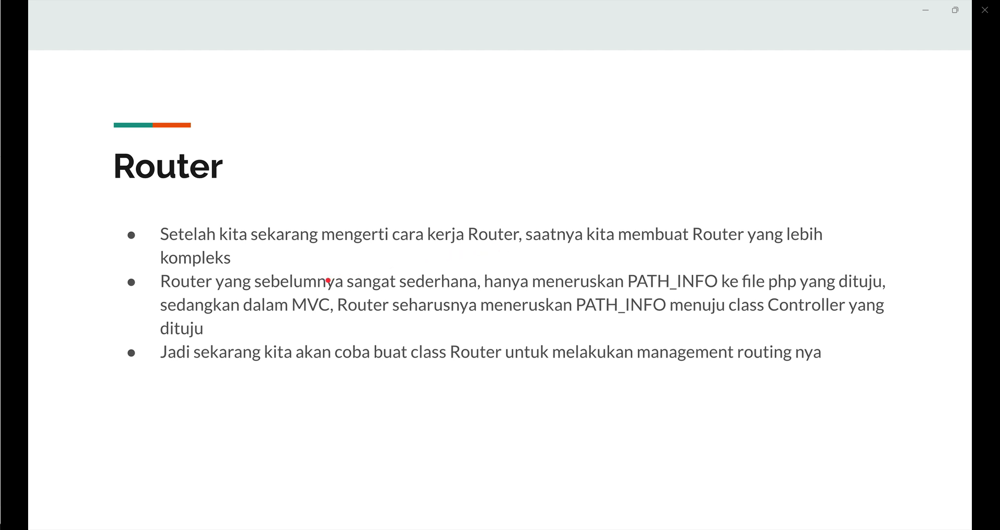 Router
● Setelah kita sekarang mengerti cara kerja Router, saatnya kita membuat Router yang lebih
kompleks
● Router yang sebelumnya sangat sederhana, hanya meneruskan PATH_INFO ke file php yang dituju,
sedangkan dalam MVC, Router seharusnya meneruskan PATH_INFO menuju class Controller yang
dituju
● Jadi sekarang kita akan coba buat class Router untuk melakukan management routing nya